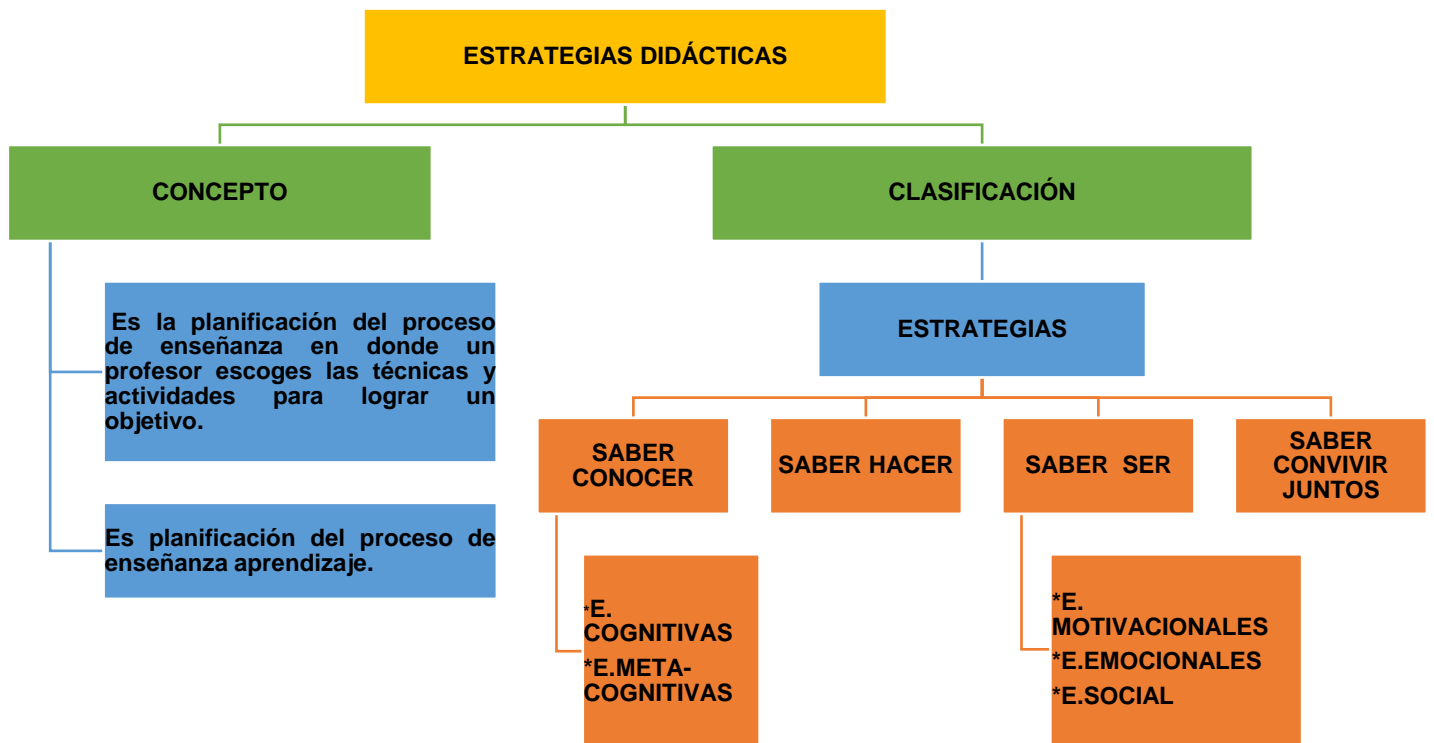 ESTRATEGIAS DIDÁCTICAS
CONCEPTO
Es la planificación del proceso
de enseñanza en donde un
profesor escoges las técnicas y
actividades para lograr un
objetivo.
Es planificación del proceso de
enseñanza aprendizaje.
CLASIFICACIÓN
ESTRATEGIAS
SABER
CONOCER
*E.
COGNITIVAS
*E.META-
COGNITIVAS
SABER HACER
SABER SER
*E.
MOTIVACIONALES
*E.EMOCIONALES
*E.SOCIAL
SABER
CONVIVIR
JUNTOS